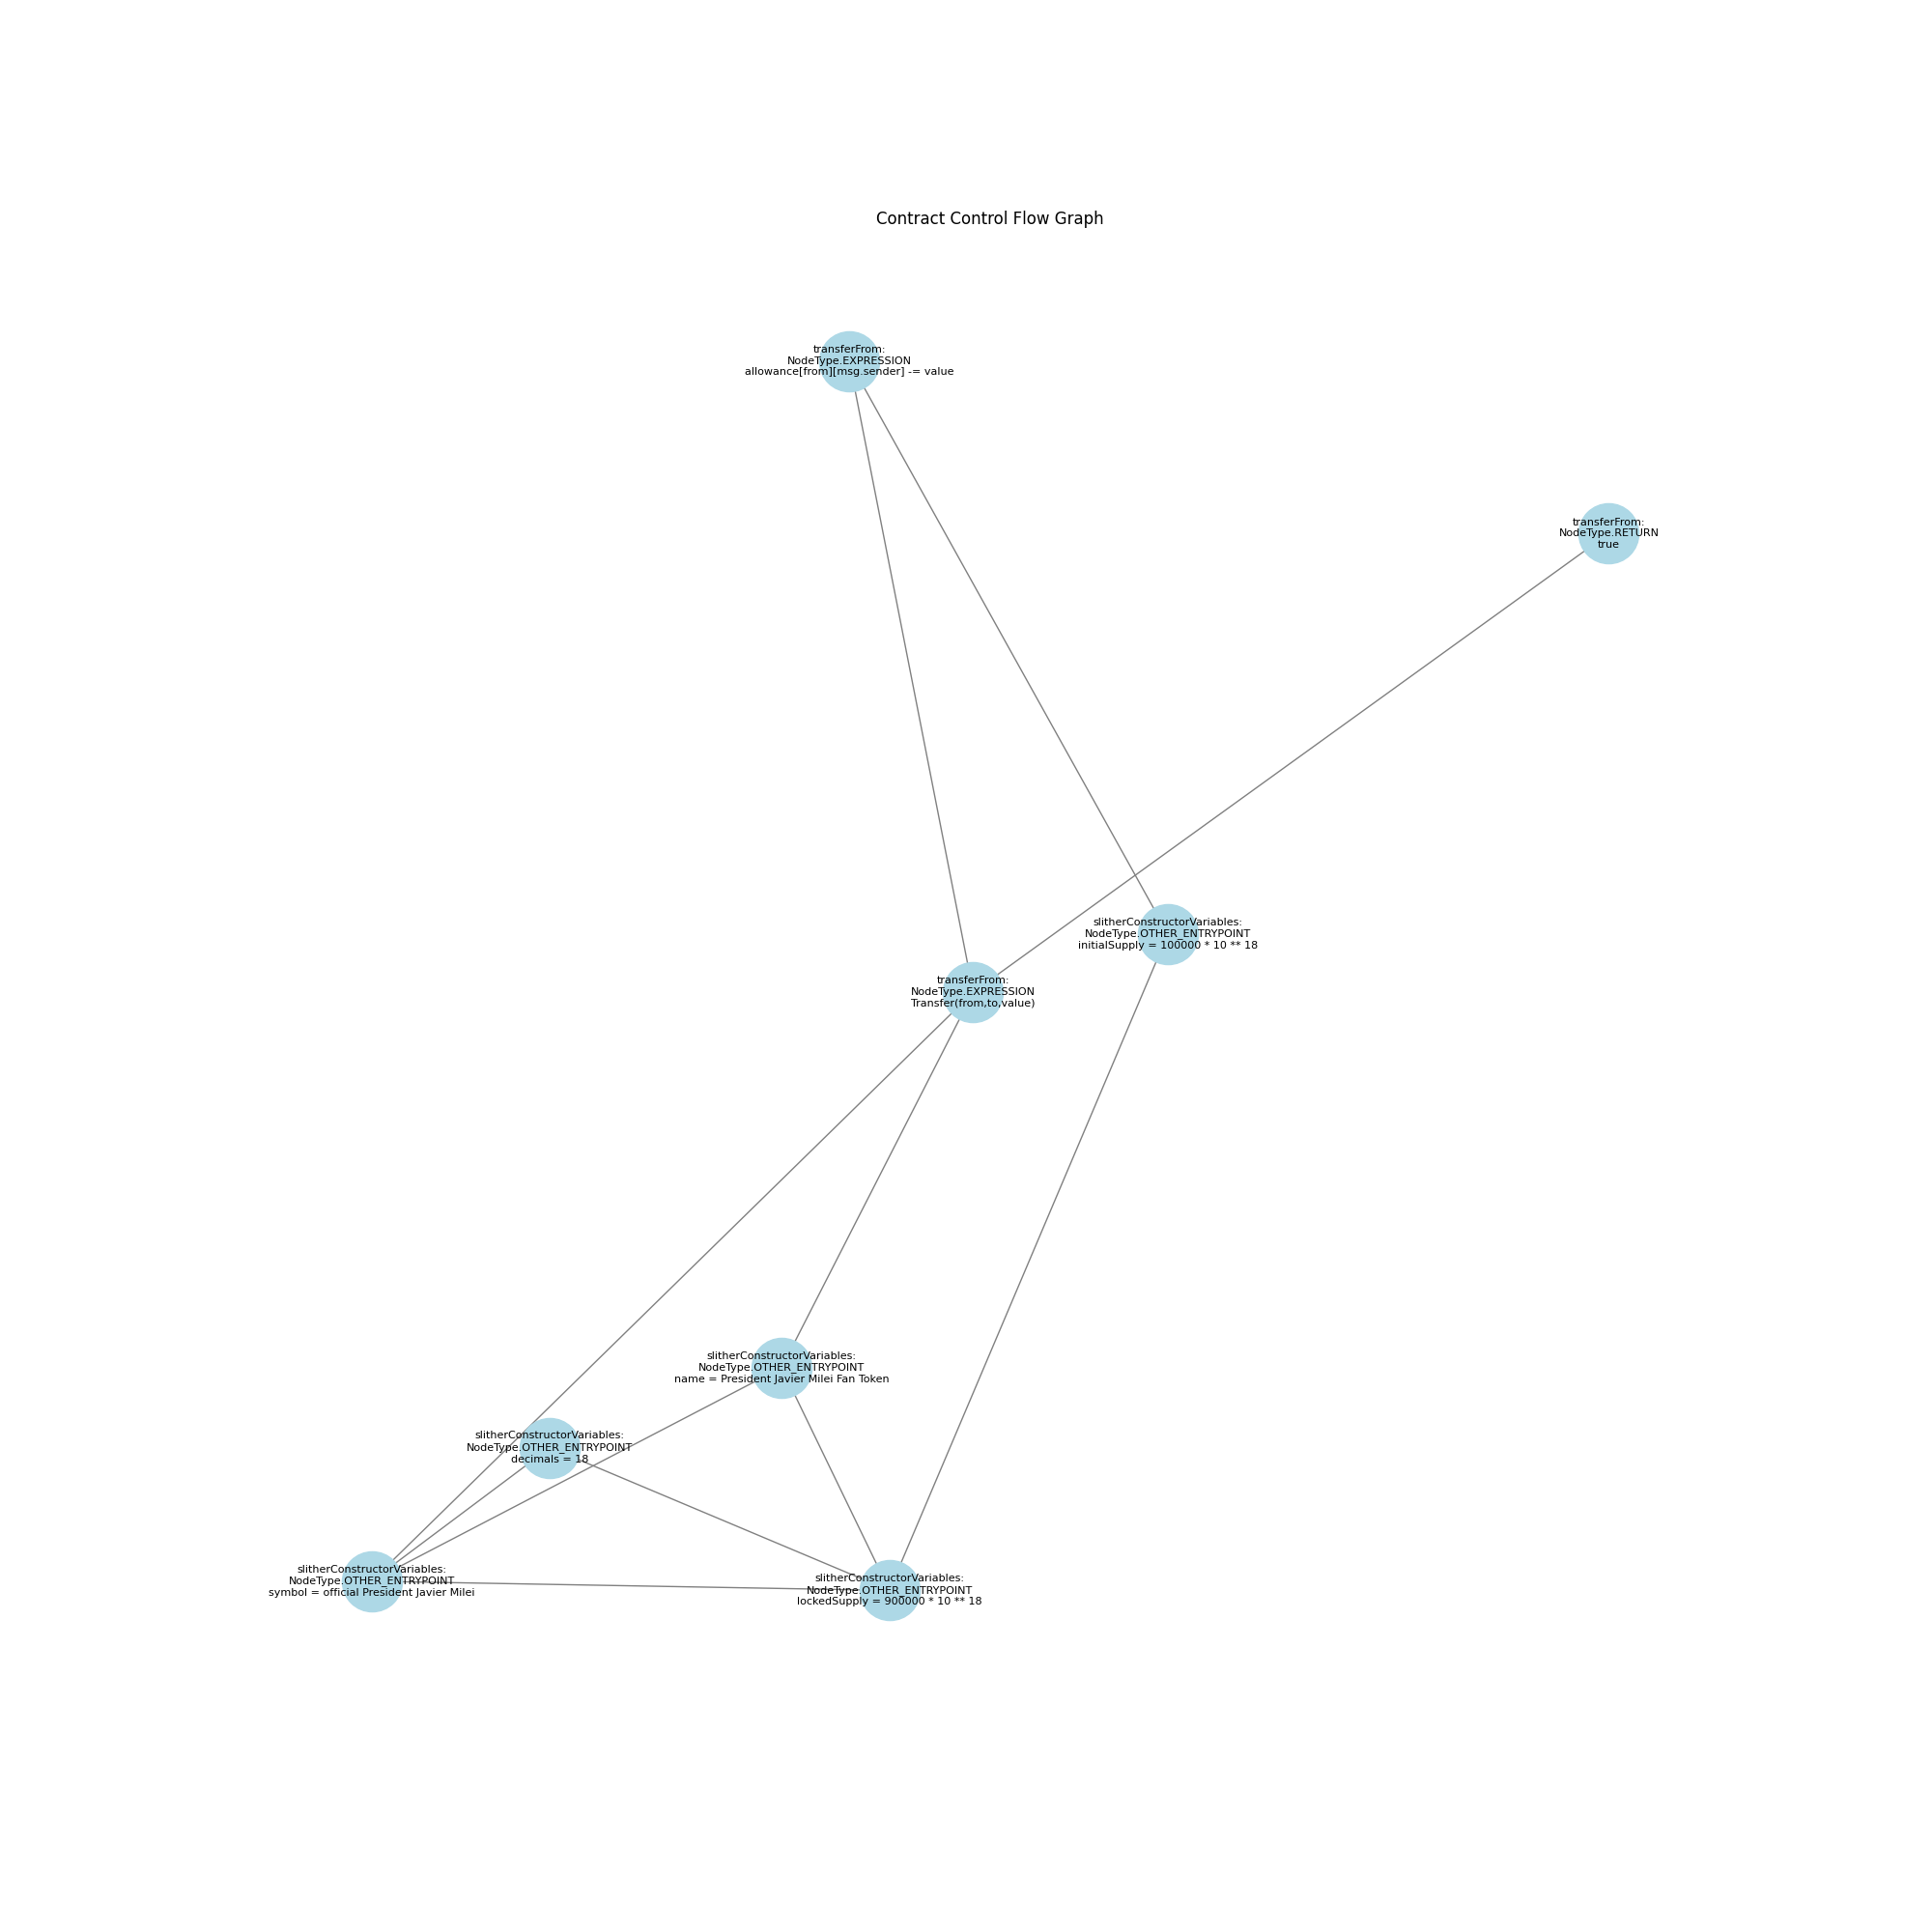 Contract Control Flow Graph
transferFrom:
NodeType.EXPRESSION
allowance[from][msg.sender] -= value
transferFrom:
NodeType.RETURN
true
slitherConstructorVariables:
NodeType.OTHER_ENTRYPOINT
initialSupply = 100000 * 10 ** 18
transferFrom:
NodeType.EXPRESSION
Transfer(from,to,value)
slitherConstructorVariables:
NodeType.OTHER_ENTRYPOINT
name = President Javier Milei Fan Token
slitherConstructorVariables:
NodeType.OTHER_ENTRYPOINT
decimals = 18
slitherConstructorVariables:
NodeType.OTHER_ENTRYPOINT
symbol = official President Javier Milei
slitherConstructorVariables:
NodeType.OTHER_ENTRYPOINT
lockedSupply = 900000 * 10 ** 18